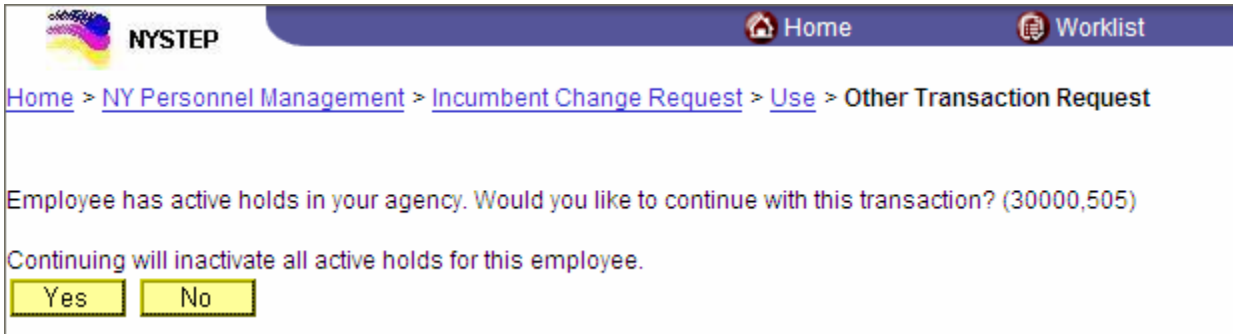 NYSTEP Home Worklist
Home > NY Personnel Management > Incumbent Change Request > Use > Other Transaction Request
Employee has active holds in your agency. Would you like to continue with this transaction? (30000,505)
Continuing will inactivate all active holds for this employee.
Yes No